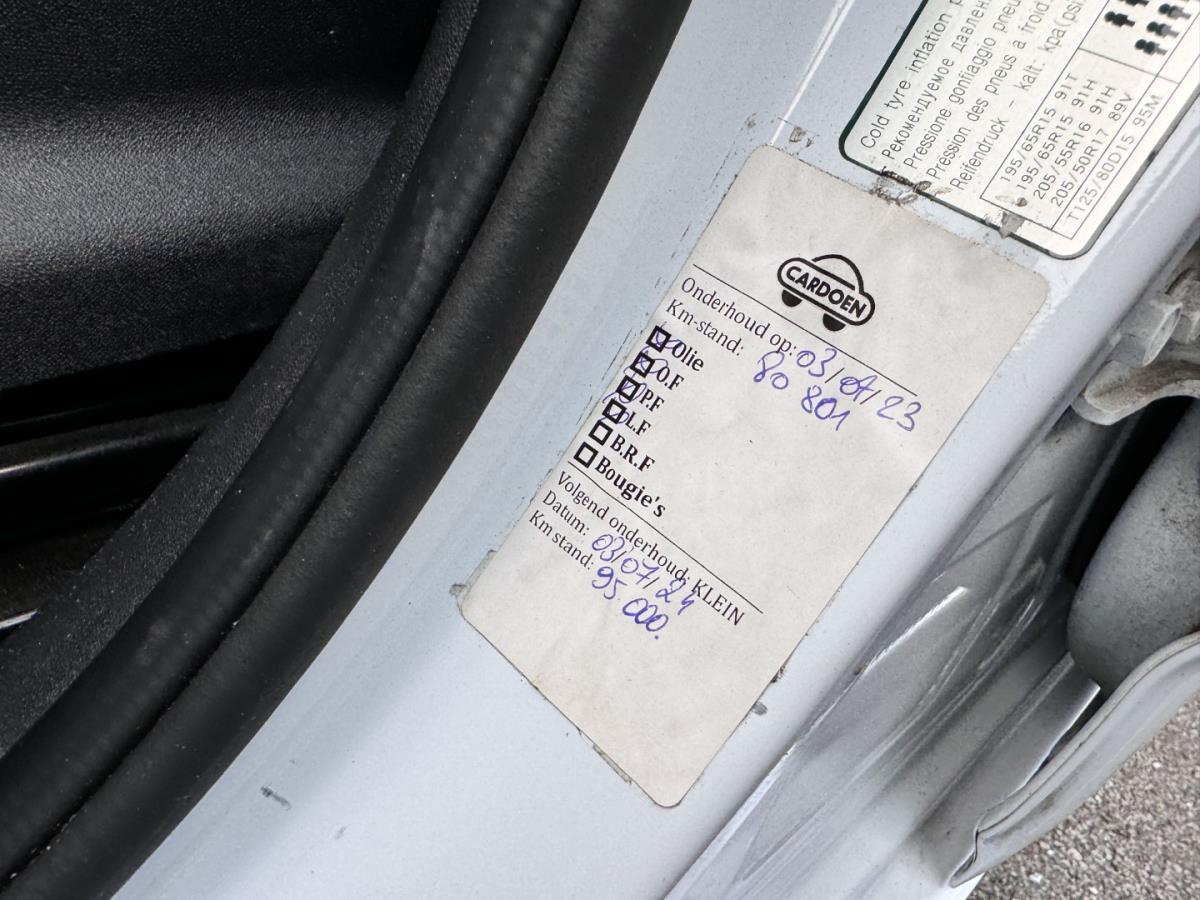 Cold tyre inflation
Рекомендуемое давлен
Pressione gonfiaggio pneu
Pression des pneus à froid
Reifendruck - kalt: kpa(psi
195/65R15 91T
195/65R15 91H
205/55R16 91H
205/50R17 89V
T125/80D15 95M
CARDOEN
Onderhoud op: 03/07/23
Km-stand: 80 801
Olie
O.F
P.F
L.F
B.R.F
Bougie's
Volgend onderhoud: KLEIN
Datum: 03/07/24
Km stand: 95.000.